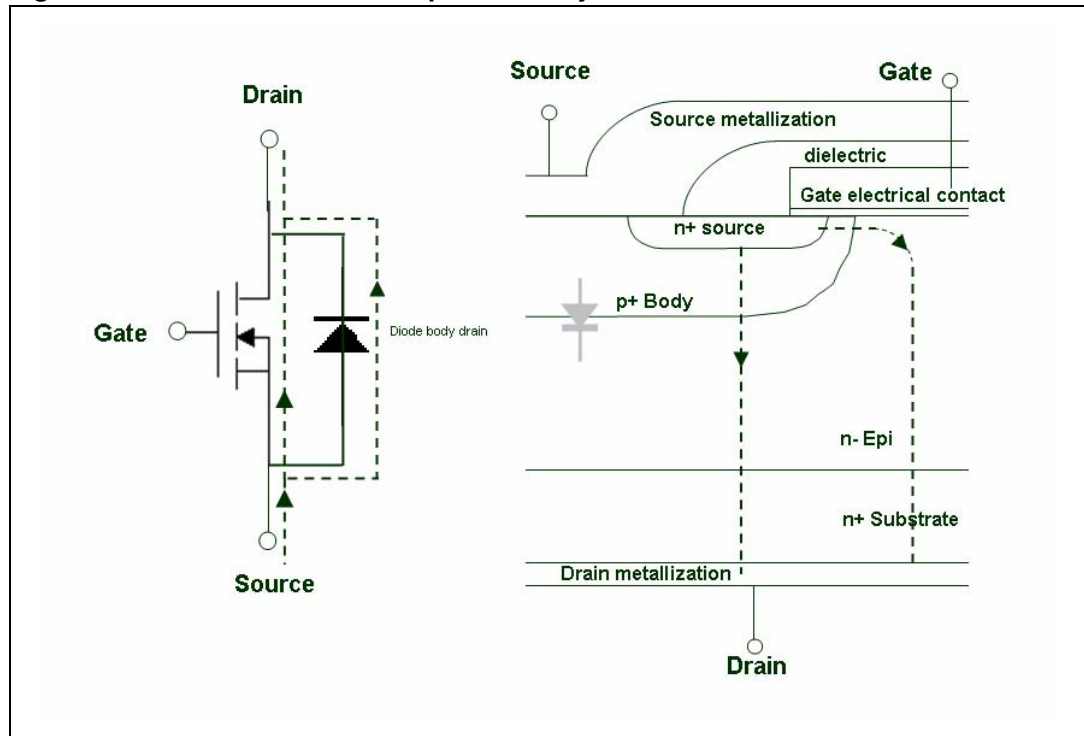 Drain
Gate
Diode body drain
Source
Source
Gate
Source metallization
dielectric
Gate electrical contact
n+ source
p+ Body
n- Epi
n+ Substrate
Drain metallization
Drain